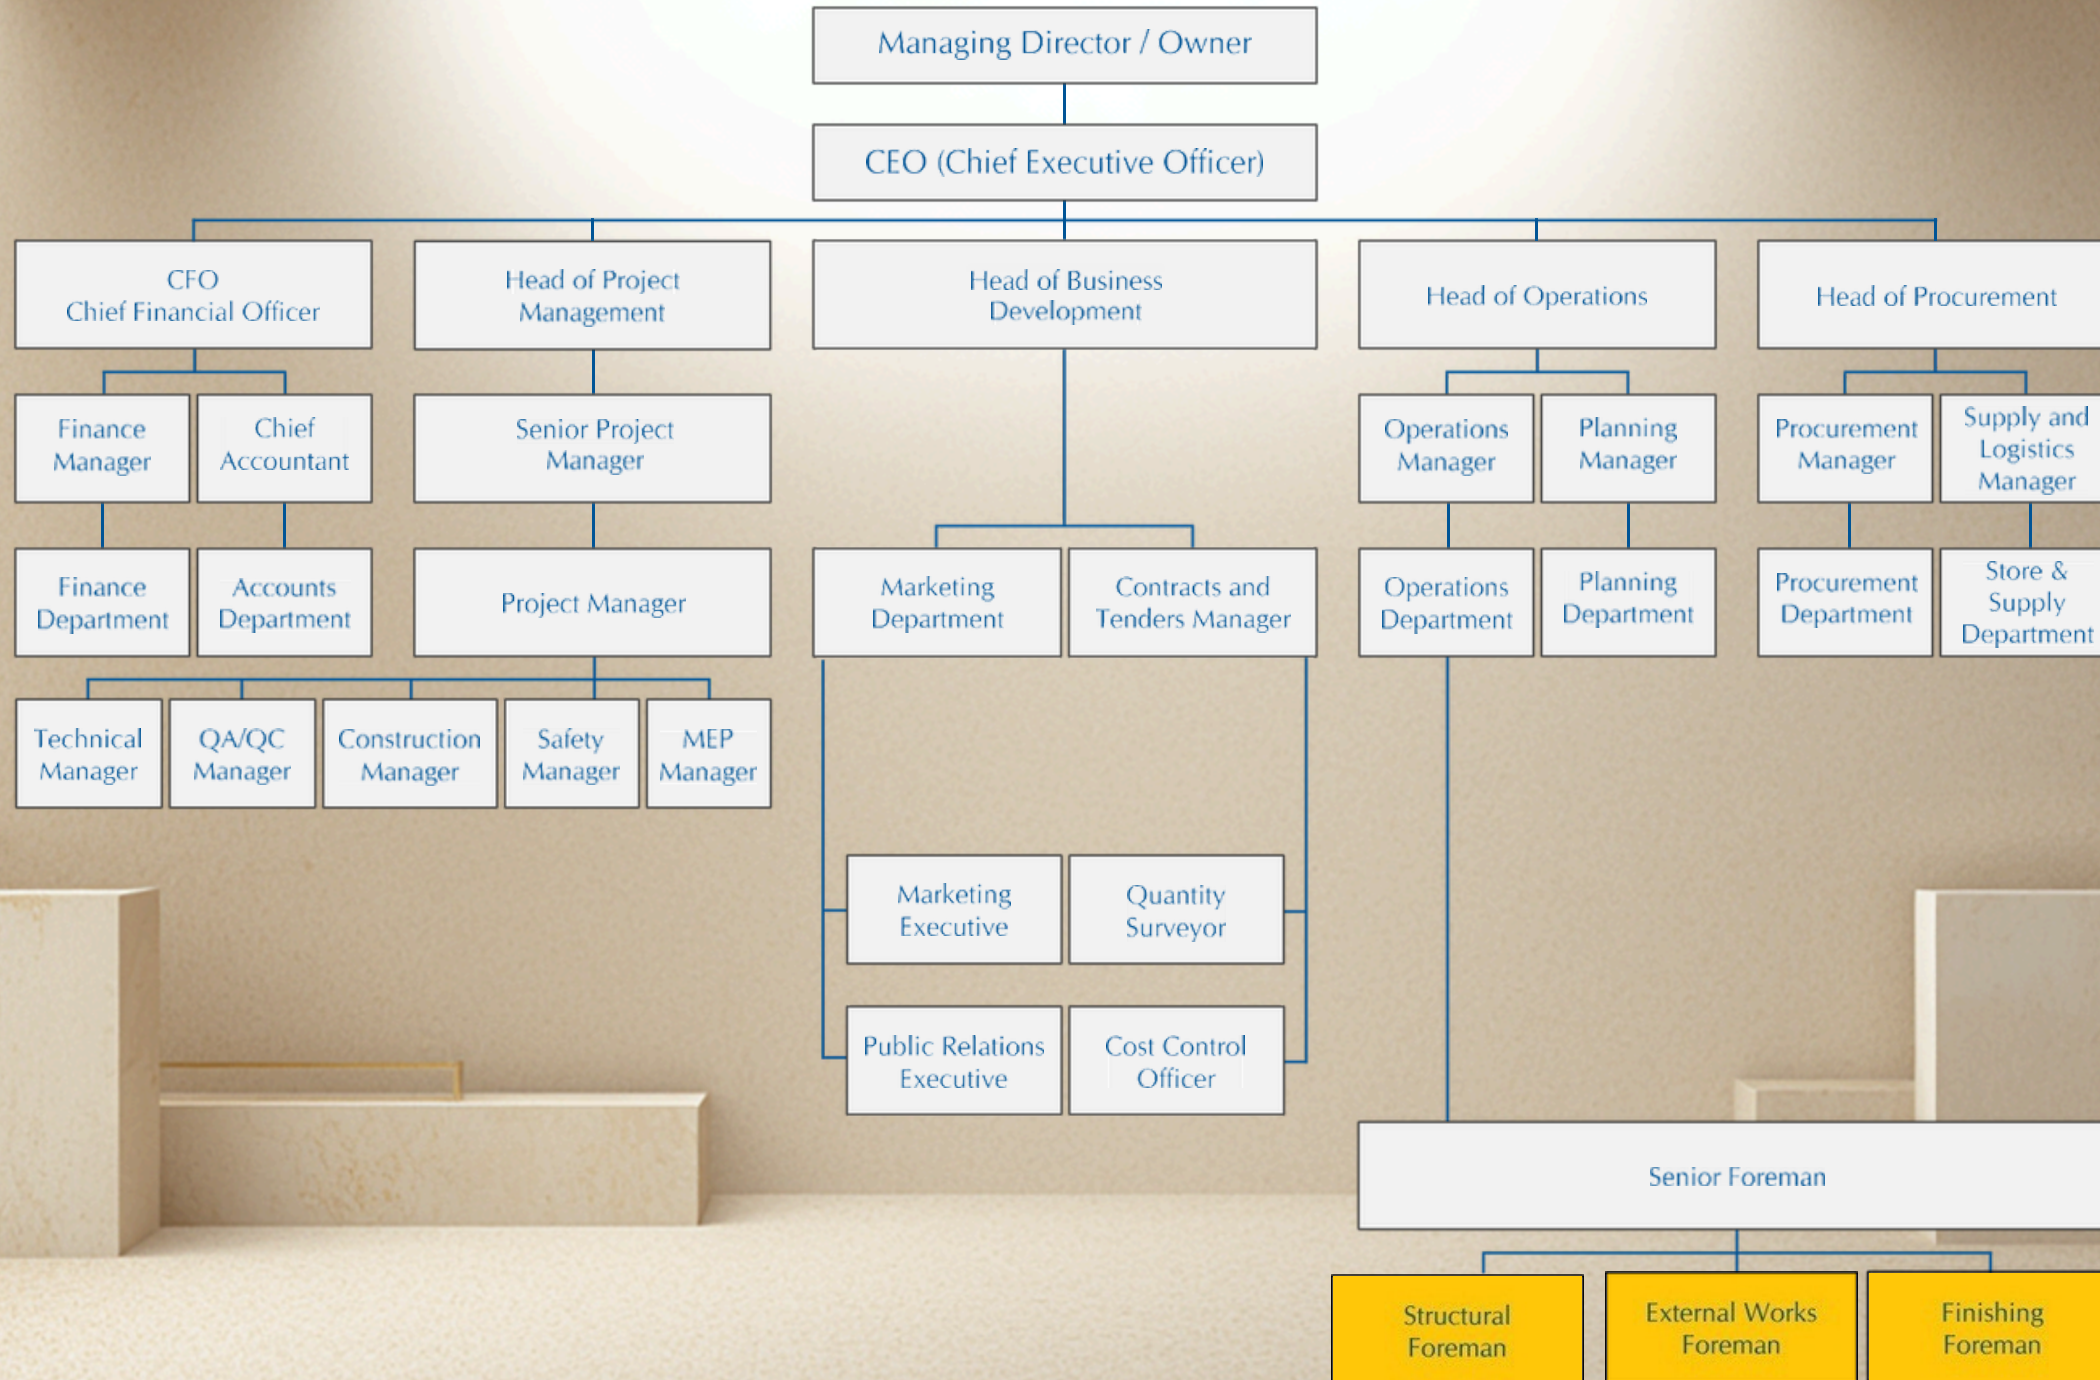 Managing Director / Owner
CEO (Chief Executive Officer)
CFO
Chief Financial Officer
Head of Project
Management
Head of Business
Development
Head of Operations
Head of Procurement
Finance
Manager
Chief
Accountant
Senior Project
Manager
Operations
Manager
Planning
Manager
Procurement
Manager
Supply and
Logistics
Manager
Finance
Department
Accounts
Department
Project Manager
Marketing
Department
Contracts and
Tenders Manager
Operations
Department
Planning
Department
Procurement
Department
Store &
Supply
Department
Technical
Manager
QA/QC
Manager
Construction
Manager
Safety
Manager
MEP
Manager
Marketing
Executive
Quantity
Surveyor
Public Relations
Executive
Cost Control
Officer
Senior Foreman
Structural
Foreman
External Works
Foreman
Finishing
Foreman